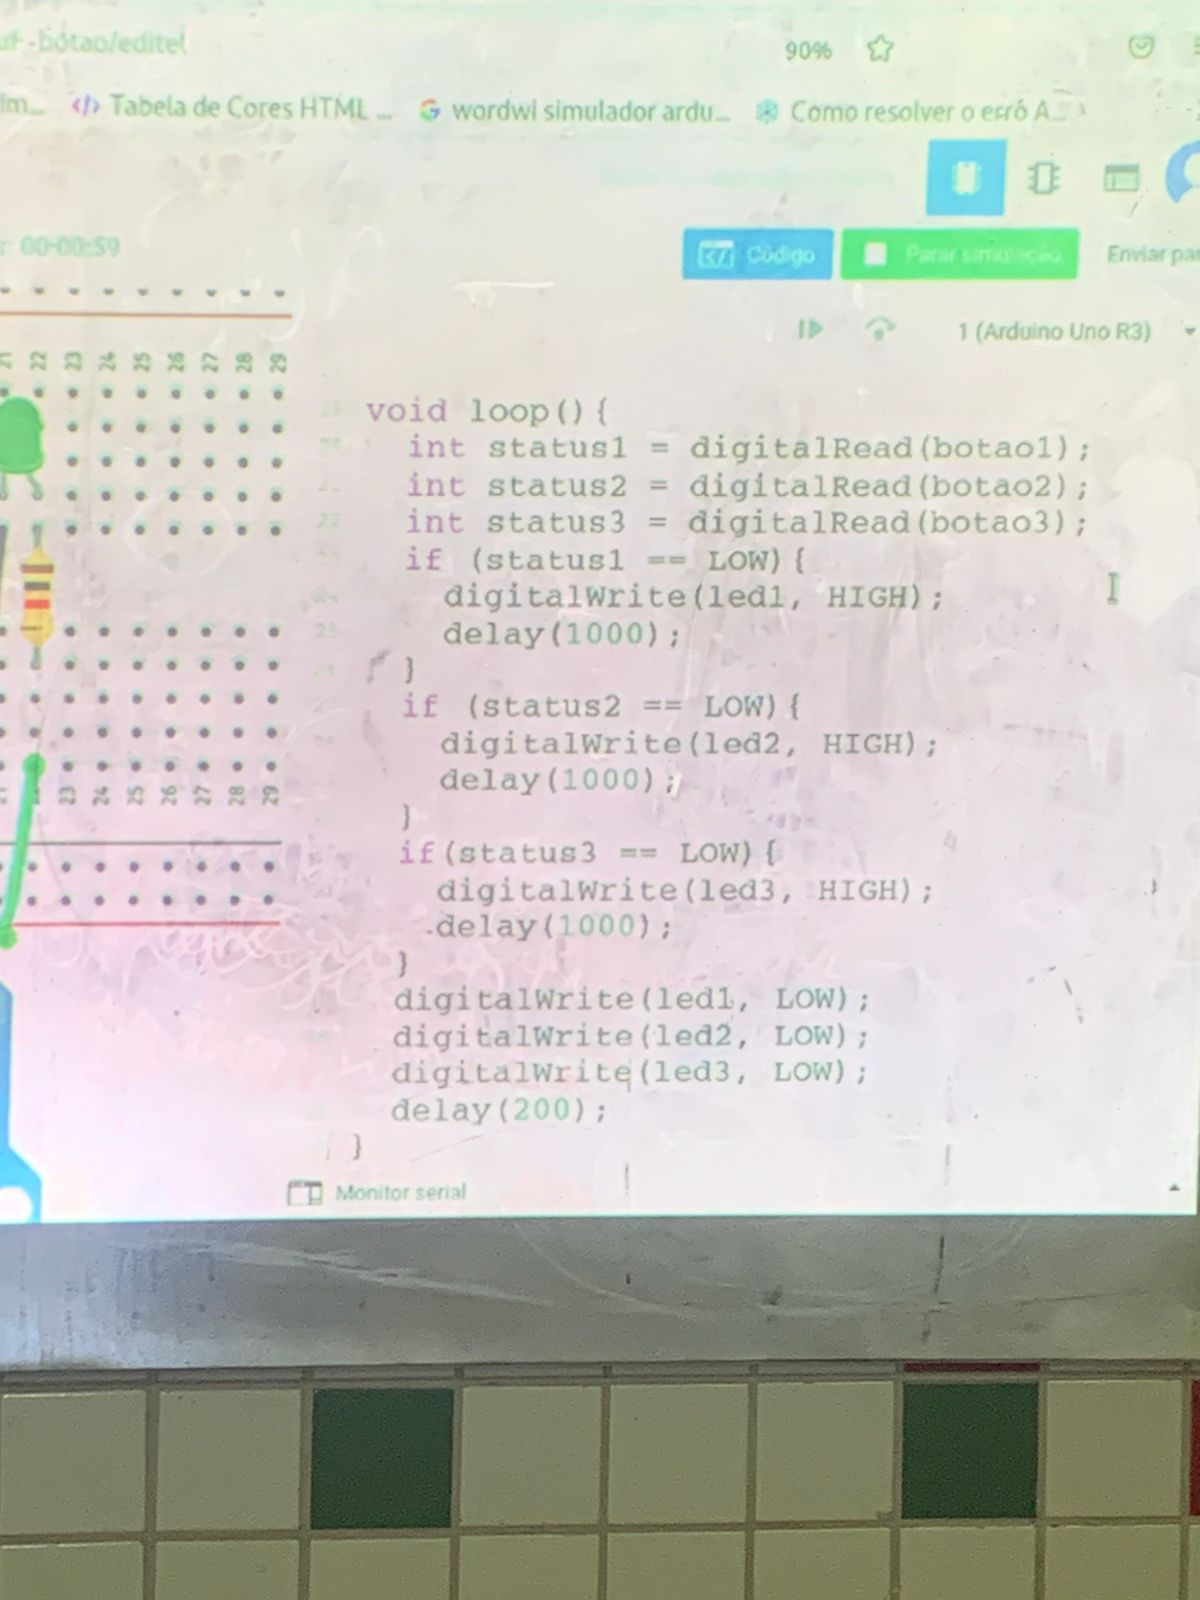 -botao/editel
90%
im... </> Tabela de Cores HTML ... wordwi simulador ardu... Como resolver o erró A...
00:00:59
Código Parar simulação Enviar par
1 (Arduino Uno R3)
21 22 23 24 25 26 27 28 29
void loop(){
int status1 = digitalRead(botao1);
int status2 = digitalRead(botao2);
int status3 = digitalRead(botao3);
if (status1 == LOW){
digitalWrite(led1, HIGH);
delay(1000);
}
if (status2 == LOW){
digitalWrite(led2, HIGH);
delay(1000);
}
if(status3 == LOW){
digitalWrite(led3, HIGH);
delay(1000);
}
digitalWrite(led1, LOW);
digitalWrite(led2, LOW);
digitalWrite(led3, LOW);
delay(200);
}
23 24 25 26 27 28 29
Monitor serial